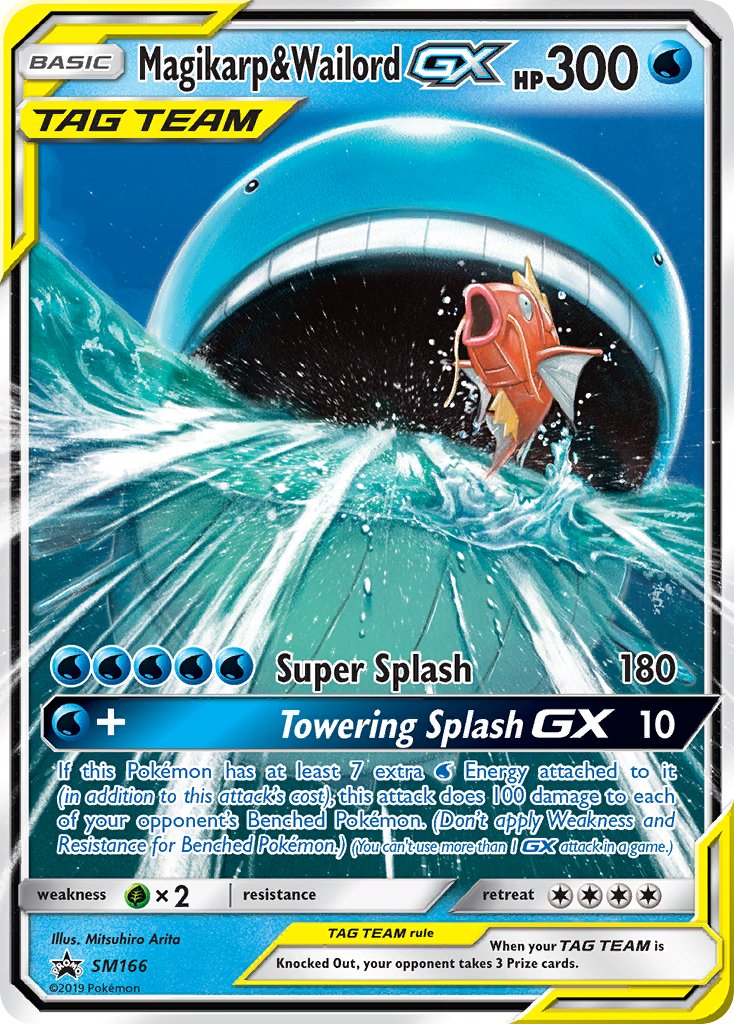 BASIC Magikarp&Wailord GX HP300
TAG TEAM
Super Splash 180
+ Towering Splash GX 10
If this Pokémon has at least 7 extra Energy attached to it
(in addition to this attack's cost), this attack does 100 damage to each
of your opponent's Benched Pokémon. (Don't apply Weakness and
Resistance for Benched Pokémon.) (You can't use more than 1 GX attack in a game.)
weakness ×2 resistance retreat
Illus. Mitsuhiro Arita
TAG TEAM rule
When your TAG TEAM is
Knocked Out, your opponent takes 3 Prize cards.
PROMO SM166
©2019 Pokémon